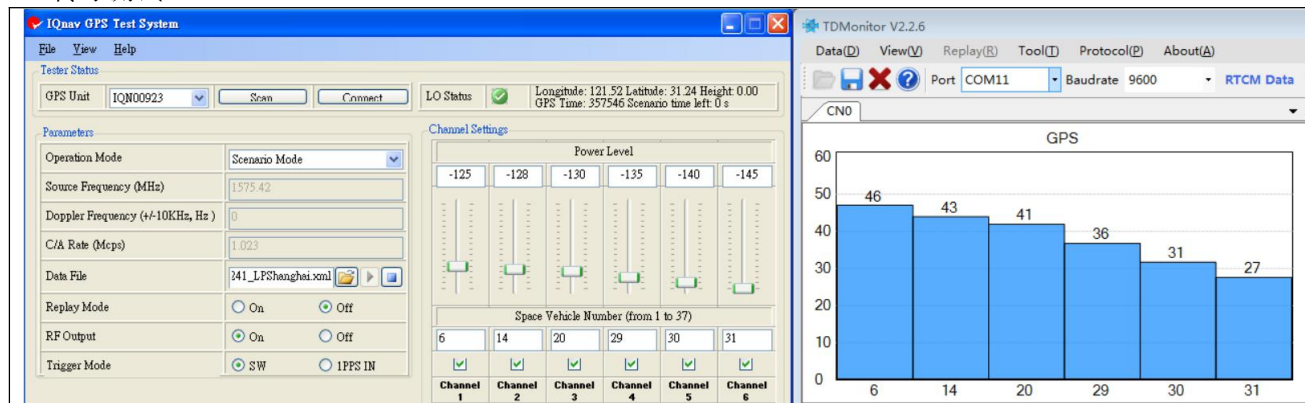 IQnav GPS Test System
File View Help
Tester Status
GPS Unit IQN00923 Scan Connect LO Status Longitude: 121.52 Latitude: 31.24 Height: 0.00
GPS Time: 357546 Scenario time left: 0 s
Parameters
Operation Mode Scenario Mode
Source Frequency (MHz) 1575.42
Doppler Frequency (+/-10KHz, Hz ) 0
C/A Rate (Mcps) 1.023
Data File 241_LPShanghai.xml
Replay Mode On Off
RF Output On Off
Trigger Mode SW 1PPS IN
Channel Settings
Power Level
-125 -128 -130 -135 -140 -145
Space Vehicle Number (from 1 to 37)
6 14 20 29 30 31
Channel Channel Channel Channel Channel Channel
1 2 3 4 5 6
TDMonitor V2.2.6
Data(D) View(V) Replay(R) Tool(T) Protocol(P) About(A)
Port COM11 Baudrate 9600 RTCM Data
CN0
GPS
60
50
40
30
20
10
0
46 43 41 36 31 27
6 14 20 29 30 31